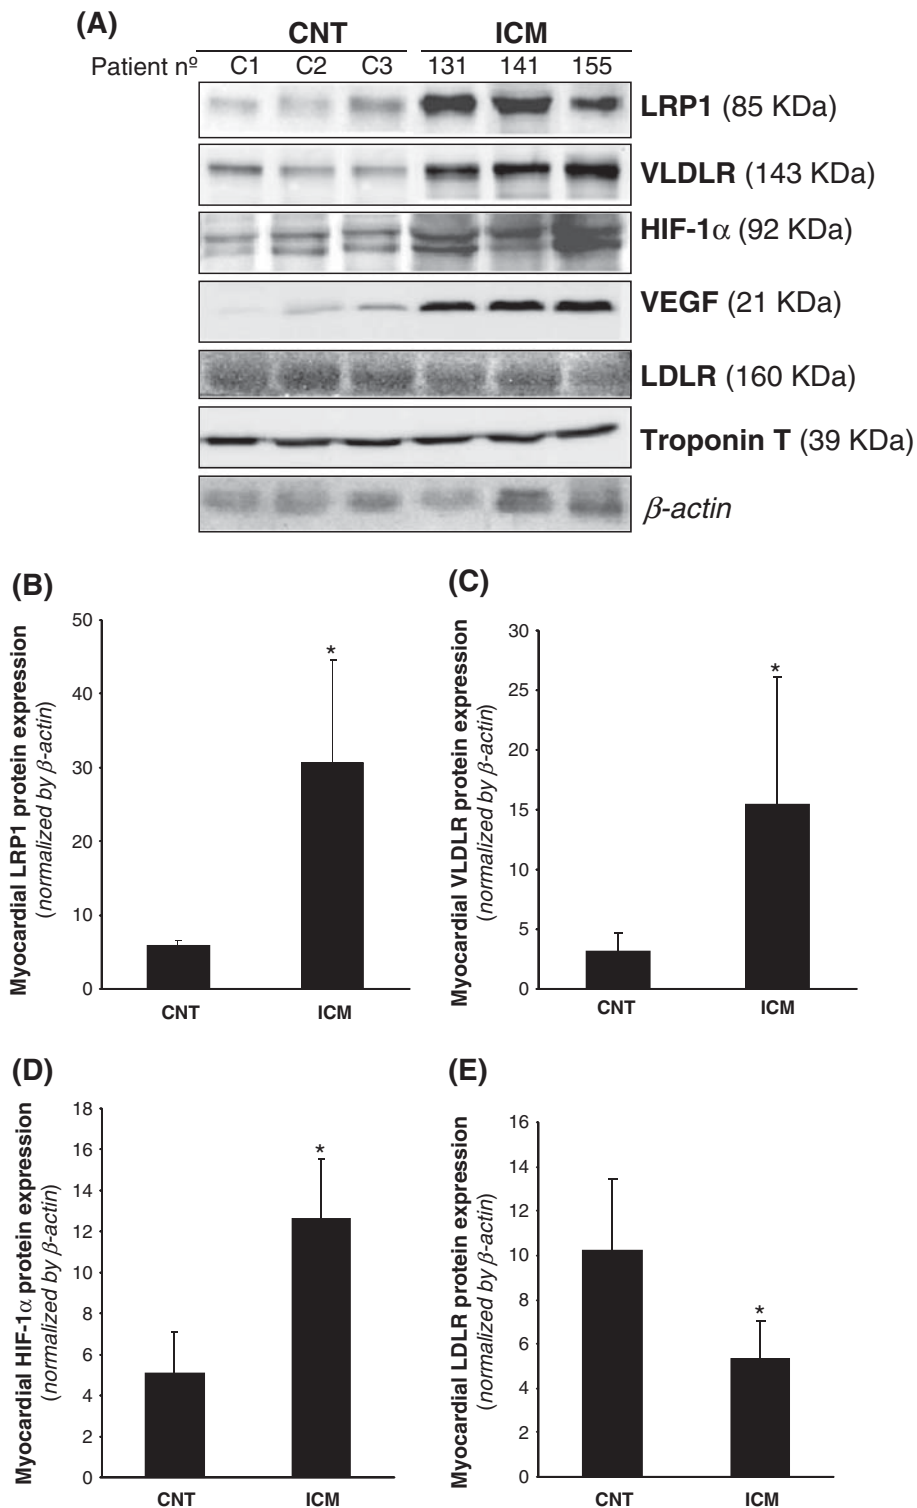 (A)
CNT ICM
Patient nº C1 C2 C3 131 141 155
LRP1 (85 KDa)
VLDLR (143 KDa)
HIF-1α (92 KDa)
VEGF (21 KDa)
LDLR (160 KDa)
Troponin T (39 KDa)
β-actin
(B)
Myocardial LRP1 protein expression
(normalized by β-actin)
50
40
30
20
10
0
*
CNT ICM
(C)
Myocardial VLDLR protein expression
(normalized by β-actin)
30
25
20
15
10
5
0
*
CNT ICM
(D)
Myocardial HIF-1α protein expression
(normalized by β-actin)
18
16
14
12
10
8
6
4
2
0
*
CNT ICM
(E)
Myocardial LDLR protein expression
(normalized by β-actin)
16
14
12
10
8
6
4
2
0
*
CNT ICM